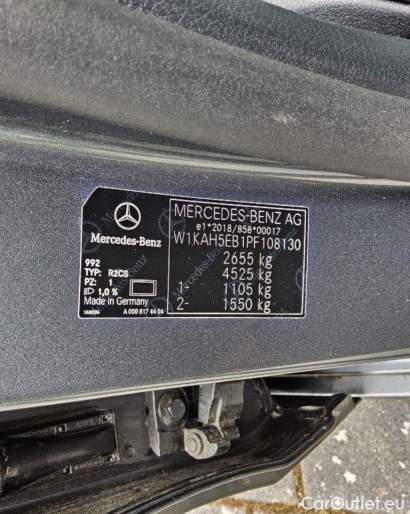 Mercedes-Benz
992
TYP: R2CS
PZ: 1
1,0 %
Made in Germany
A 000 817 44 04
MERCEDES-BENZ AG
e1*2018/858*00017
W1KAH5EB1PF108130
2655 kg
4525 kg
1- 1105 kg
2- 1550 kg
CarOutlet.eu